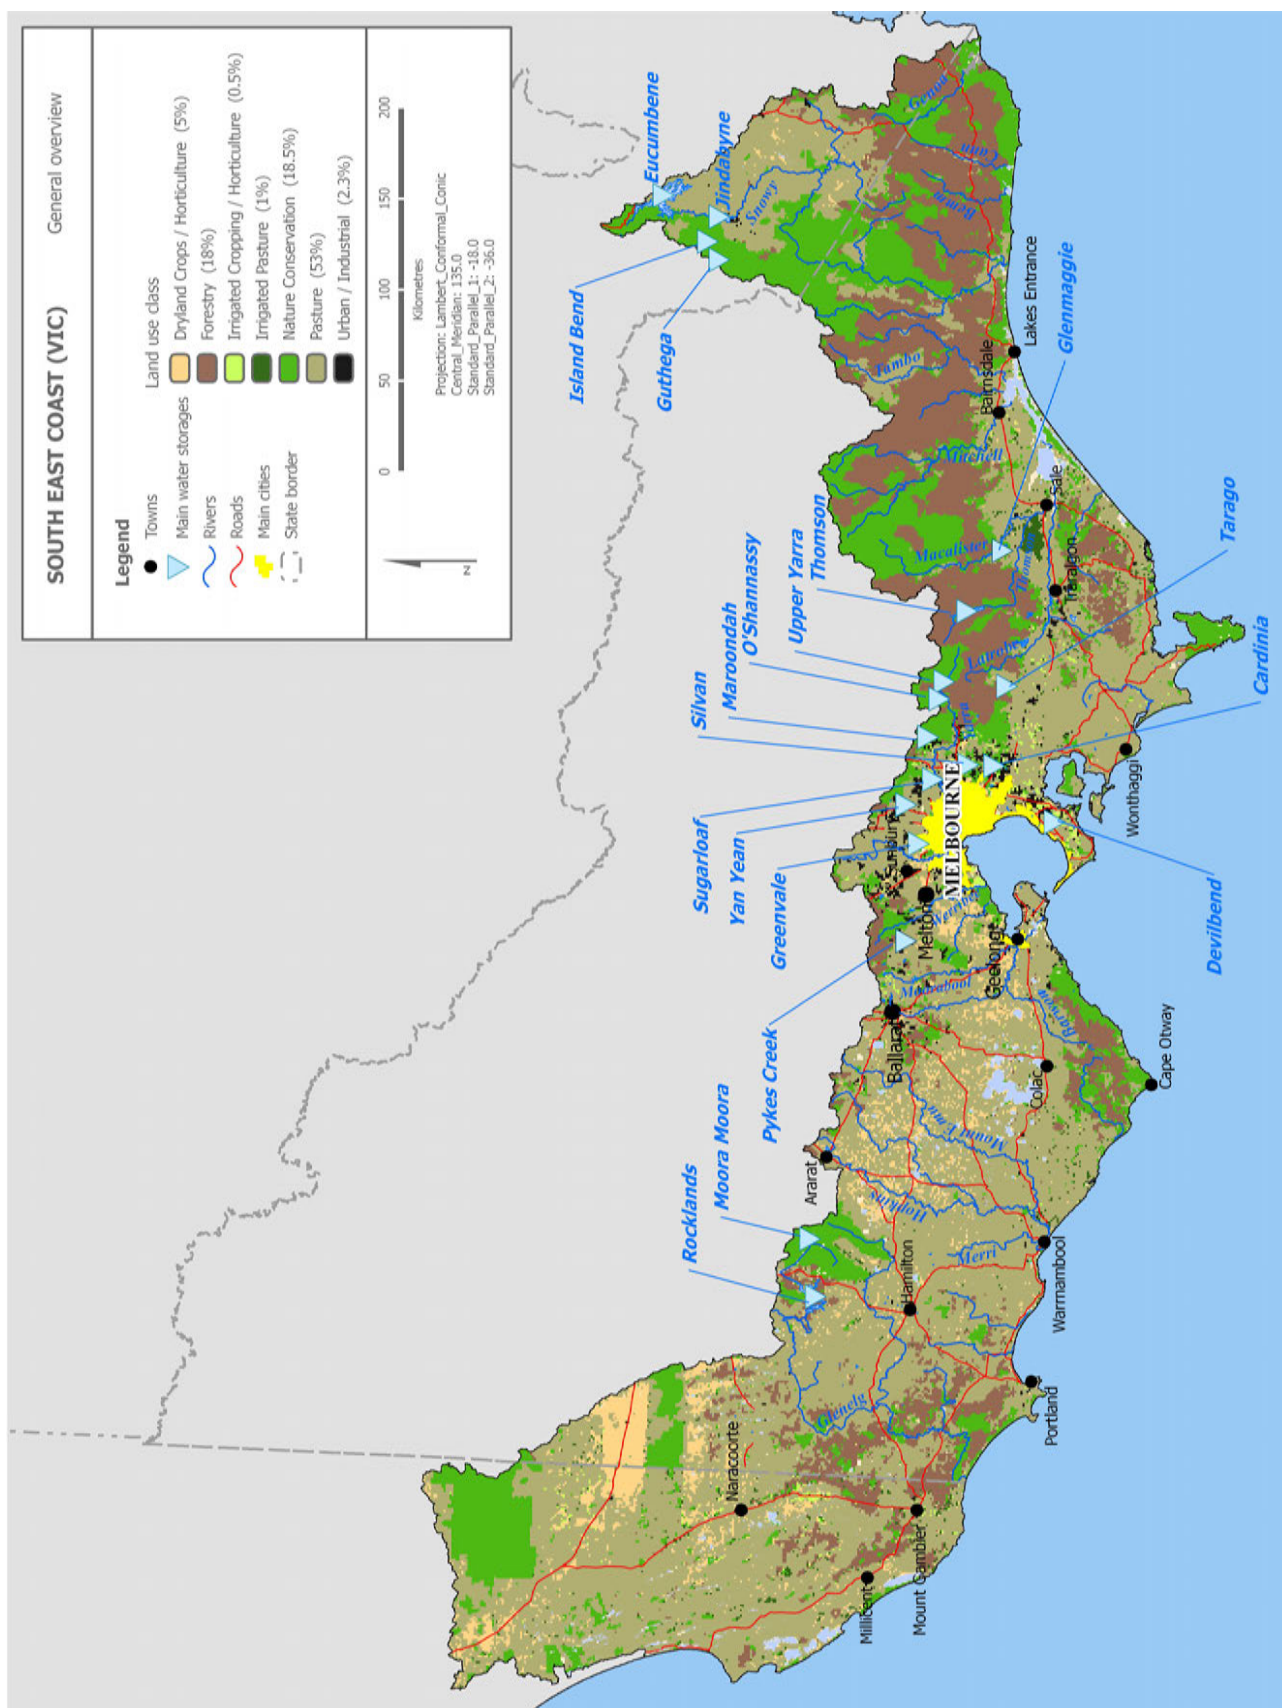 SOUTH EAST COAST (VIC)
General overview
Legend
Towns
Main water storages
Rivers
Roads
Main cities
State border
Land use class
Dryland Crops / Horticulture (5%)
Forestry (18%)
Irrigated Cropping / Horticulture (0.5%)
Irrigated Pasture (1%)
Nature Conservation (18.5%)
Pasture (53%)
Urban / Industrial (2.3%)
0 50 100 150 200
Kilometres
Projection: Lambert_Conformal_Conic
Central_Meridian: 135.0
Standard_Parallel_1: -18.0
Standard_Parallel_2: -36.0
N
Eucumbene
Jindabyne
Island Bend
Guthega
Snowy
Genoa
Cann
Bemm
Tambo
Mitchell
Macalister
Thomson
Latrobe
Yarra
Lakes Entrance
Bairnsdale
Glenmaggie
Sale
Traralgon
Tarago
Upper Yarra
Thomson
Maroondah
O'Shannassy
Silvan
Cardinia
Sugarloaf
Yan Yean
Greenvale
Pykes Creek
MELBOURNE
Sunbury
Melton
Werribee
Geelong
Moorabool
Barwon
Ballarat
Wonthaggi
Devilbend
Cape Otway
Colac
Mount Emu
Ararat
Hopkins
Moora Moora
Rocklands
Hamilton
Merri
Warrnambool
Portland
Glenelg
Naracoorte
Mount Gambier
Millicent